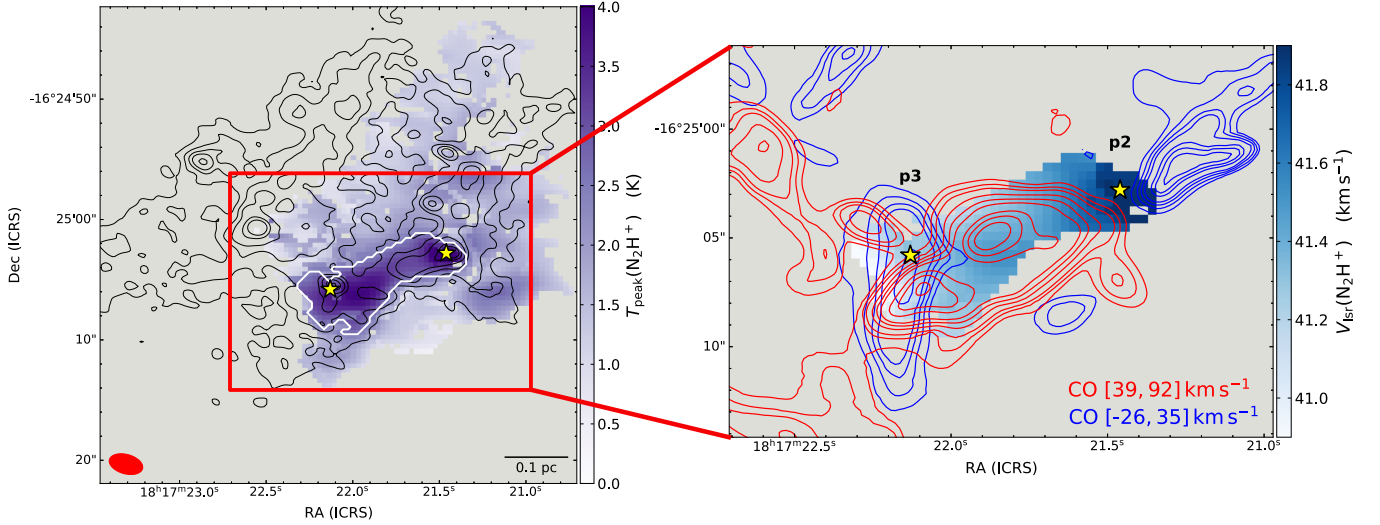 4.0
3.5
3.0
2.5
2.0
1.5
1.0
0.5
0.0
T_peak(N₂H⁺) (K)
-16°24'50"
25'00"
10"
20"
Dec (ICRS)
0.1 pc
18ʰ17ᵐ23.0ˢ 22.5ˢ 22.0ˢ 21.5ˢ 21.0ˢ
RA (ICRS)
-16°25'00"
05"
10"
p2
p3
CO [39, 92] km s⁻¹
CO [-26, 35] km s⁻¹
18ʰ17ᵐ22.5ˢ 22.0ˢ 21.5ˢ 21.0ˢ
RA (ICRS)
41.8
41.6
41.4
41.2
41.0
V_lsr(N₂H⁺) (km s⁻¹)